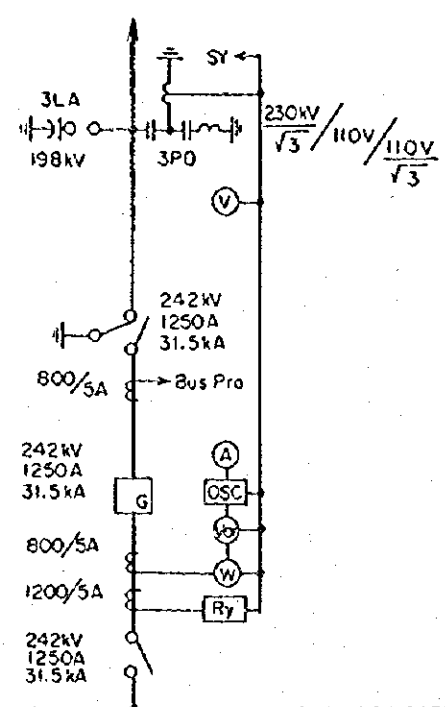 SY
3LA
198kV
3PD
230kV/√3 / 110V / 110V/√3
V
242kV
1250A
31.5kA
800/5A
Bus Pro
A
242kV
1250A
31.5kA
G
OSC
800/5A
W
1200/5A
Ry
242kV
1250A
31.5kA